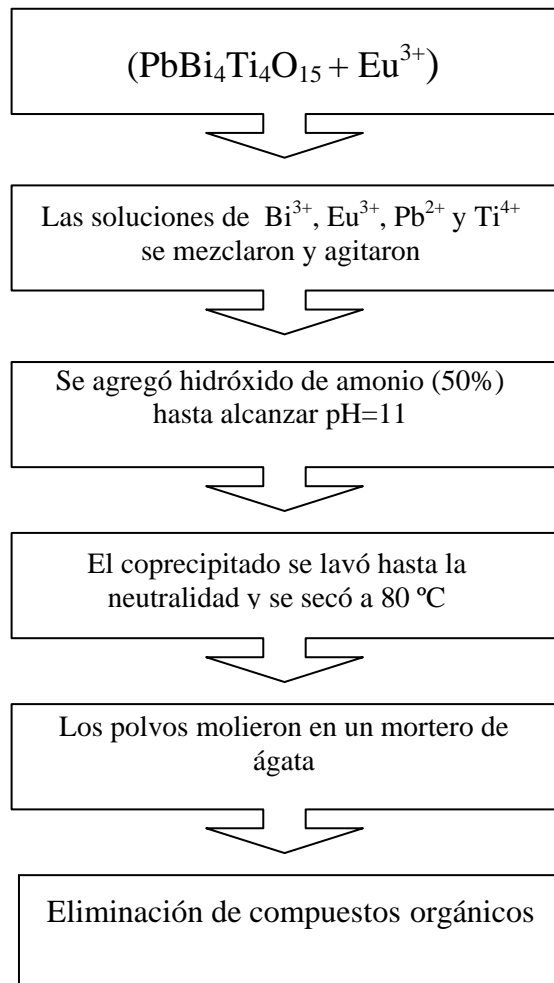 (PbBi₄Ti₄O₁₅ + Eu³⁺)
Las soluciones de Bi³⁺, Eu³⁺, Pb²⁺ y Ti⁴⁺
se mezclaron y agitaron
Se agregó hidróxido de amonio (50%)
hasta alcanzar pH=11
El coprecipitado se lavó hasta la
neutralidad y se secó a 80 ºC
Los polvos molieron en un mortero de
ágata
Eliminación de compuestos orgánicos